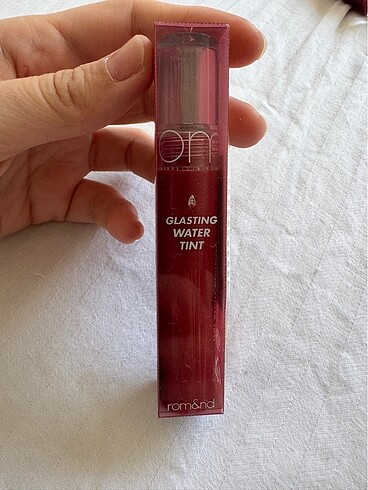 GLASTING
WATER
TINT
rom&nd